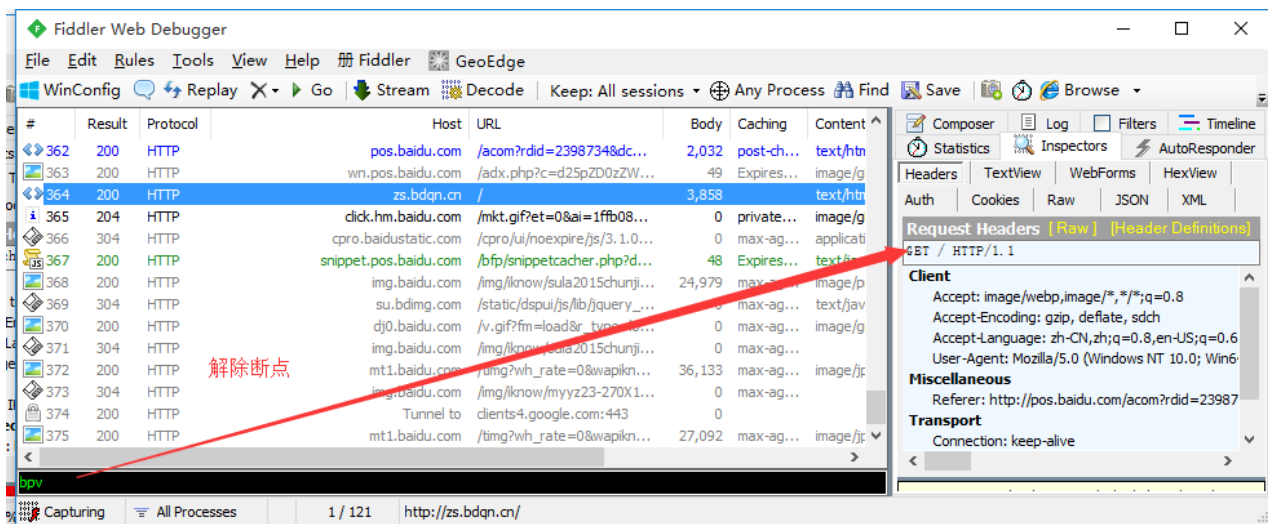 Fiddler Web Debugger
File Edit Rules Tools View Help 册 Fiddler GeoEdge
WinConfig Replay Go Stream Decode Keep: All sessions Any Process Find Save Browse
# Result Protocol Host URL Body Caching Content
362 200 HTTP pos.baidu.com /acom?rdid=2398734&dc... 2,032 post-ch... text/htn
363 200 HTTP wn.pos.baidu.com /adx.php?c=d25pZD0zZW... 49 Expires... image/g
364 200 HTTP zs.bdqn.cn / 3,858 text/htn
365 204 HTTP click.hm.baidu.com /mkt.gif?et=0&ai=1ffb08... 0 private... image/g
366 304 HTTP cpro.baidustatic.com /cpro/ui/noexpire/js/3.1.0... 0 max-ag... applicati
367 200 HTTP snippet.pos.baidu.com /bfp/snippetcacher.php?d... 48 Expires...
368 200 HTTP img.baidu.com /img/iknow/sula2015chunji... 24,979 max-ag... image/p
369 304 HTTP su.bdimg.com /static/dspui/js/lib/jquery_... max-ag... text/jav
370 200 HTTP dj0.baidu.com 0 max-ag... image/g
371 304 HTTP img.baidu.com /img/iknow/sula2015chunji... 0 max-ag...
372 200 HTTP mt1.baidu.com /timg?wh_rate=0&wapikn... 36,133 max-ag... image/jp
373 304 HTTP img.baidu.com /img/iknow/myyz23-270X1... 0 max-ag...
374 200 HTTP Tunnel to clients4.google.com:443 0
375 200 HTTP mt1.baidu.com /timg?wh_rate=0&wapikn... 27,092 max-ag... image/jp
解除断点
bpv
Composer Log Filters Timeline
Statistics Inspectors AutoResponder
Headers TextView WebForms HexView
Auth Cookies Raw JSON XML
Request Headers [Raw] [Header Definitions]
GET / HTTP/1.1
Client
Accept: image/webp,image/*,*/*;q=0.8
Accept-Encoding: gzip, deflate, sdch
Accept-Language: zh-CN,zh;q=0.8,en-US;q=0.6
User-Agent: Mozilla/5.0 (Windows NT 10.0; Win6
Miscellaneous
Referer: http://pos.baidu.com/acom?rdid=23987
Transport
Connection: keep-alive
Capturing All Processes 1 / 121 http://zs.bdqn.cn/